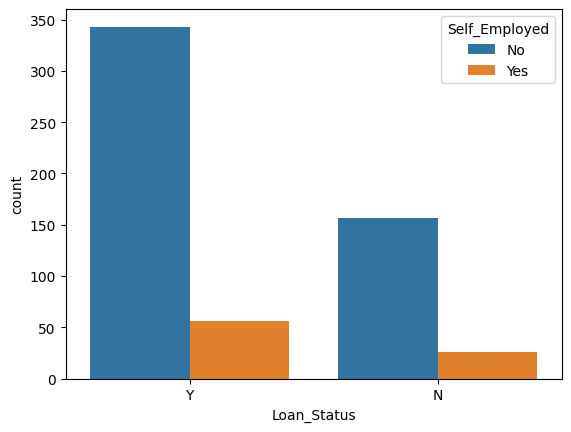 350
300
250
200
150
100
50
0
count
Self_Employed
No
Yes
Y
N
Loan_Status